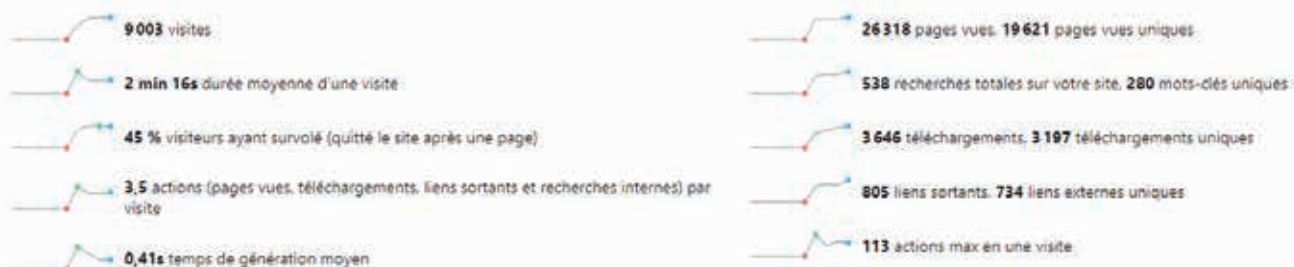 9 003 visites
2 min 16s durée moyenne d'une visite
45 % visiteurs ayant survolé (quitté le site après une page)
3,5 actions (pages vues, téléchargements, liens sortants et recherches internes) par
visite
0,41s temps de génération moyen
26 318 pages vues, 19 621 pages vues uniques
538 recherches totales sur votre site, 280 mots-clés uniques
3 646 téléchargements, 3 197 téléchargements uniques
805 liens sortants, 734 liens externes uniques
113 actions max en une visite